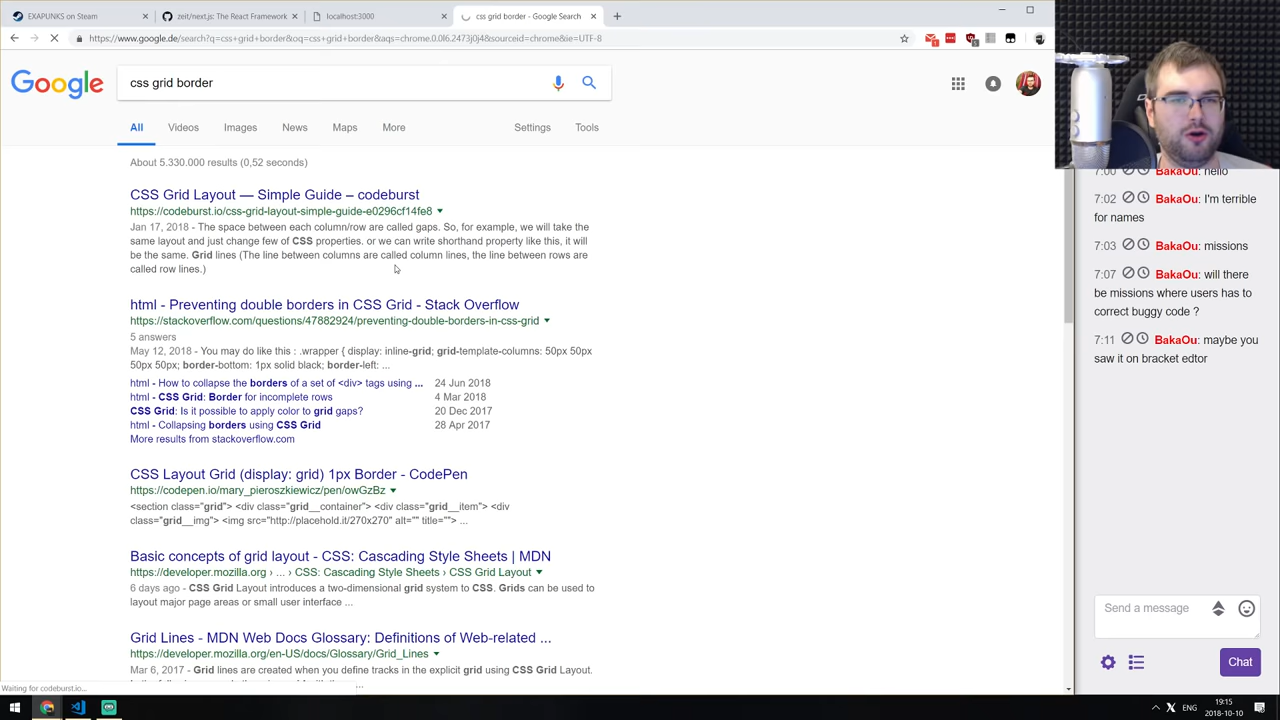 EXAPUNKS on Steam
zeit/next.js: The React Framework
localhost:3000
css grid border - Google Search
https://www.google.de/search?q=css+grid+border&oq=css+grid+border&aqs=chrome.0.0l6.2473j0j4&sourceid=chrome&ie=UTF-8
Google
css grid border
All
Videos
Images
News
Maps
More
Settings
Tools
About 5.330.000 results (0,52 seconds)
CSS Grid Layout — Simple Guide – codeburst
https://codeburst.io/css-grid-layout-simple-guide-e0296cf14fe8
Jan 17, 2018 - The space between each column/row are called gaps. So, for example, we will take the
same layout and just change few of CSS properties. or we can write shorthand property like this, it will
be the same. Grid lines (The line between columns are called column lines, the line between rows are
called row lines.)
html - Preventing double borders in CSS Grid - Stack Overflow
https://stackoverflow.com/questions/47882924/preventing-double-borders-in-css-grid
5 answers
May 12, 2018 - You may do like this : .wrapper { display: inline-grid; grid-template-columns: 50px 50px
50px 50px; border-bottom: 1px solid black; border-left: ...
html - How to collapse the borders of a set of <div> tags using ... 24 Jun 2018
html - CSS Grid: Border for incomplete rows 4 Mar 2018
CSS Grid: Is it possible to apply color to grid gaps? 20 Dec 2017
html - Collapsing borders using CSS Grid 28 Apr 2017
More results from stackoverflow.com
CSS Layout Grid (display: grid) 1px Border - CodePen
https://codepen.io/mary_pieroszkiewicz/pen/owGzBz
<section class="grid"> <div class="grid__container"> <div class="grid__item"> <div
class="grid__img"> <img src="http://placehold.it/270x270" alt="" title=""> ...
Basic concepts of grid layout - CSS: Cascading Style Sheets | MDN
https://developer.mozilla.org › ... › CSS: Cascading Style Sheets › CSS Grid Layout
6 days ago - CSS Grid Layout introduces a two-dimensional grid system to CSS. Grids can be used to
layout major page areas or small user interface ...
Grid Lines - MDN Web Docs Glossary: Definitions of Web-related ...
https://developer.mozilla.org/en-US/docs/Glossary/Grid_Lines
Mar 6, 2017 - Grid lines are created when you define tracks in the explicit grid using CSS Grid Layout.
Waiting for codeburst.io...
7:00 BakaOu: hello
7:02 BakaOu: I'm terrible
for names
7:03 BakaOu: missions
7:07 BakaOu: will there
be missions where users has to
correct buggy code ?
7:11 BakaOu: maybe you
saw it on bracket edtor
Send a message
Chat
ENG
19:15
2018-10-10